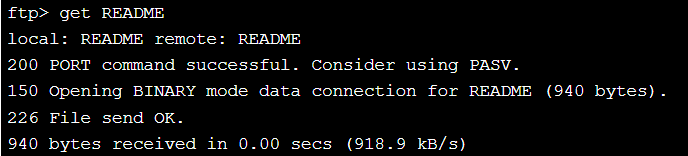 ftp> get README
local: README remote: README
200 PORT command successful. Consider using PASV.
150 Opening BINARY mode data connection for README (940 bytes).
226 File send OK.
940 bytes received in 0.00 secs (918.9 kB/s)